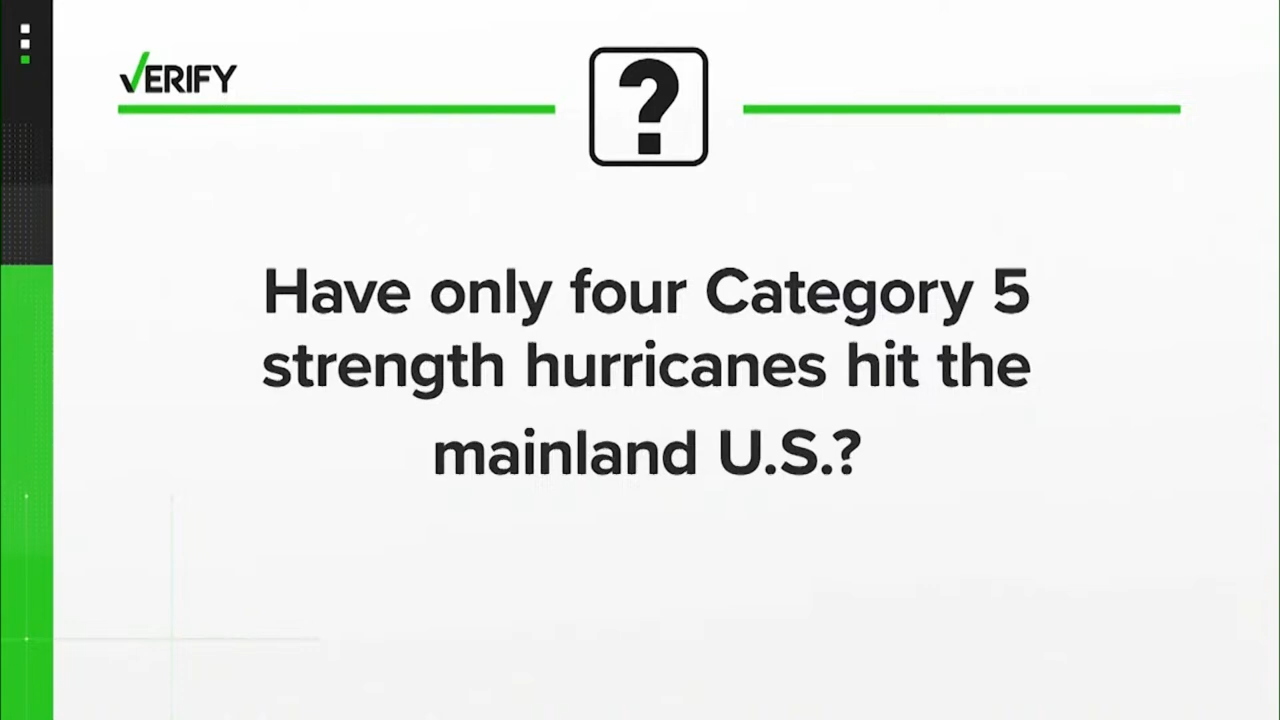 VERIFY
?
Have only four Category 5
strength hurricanes hit the
mainland U.S.?